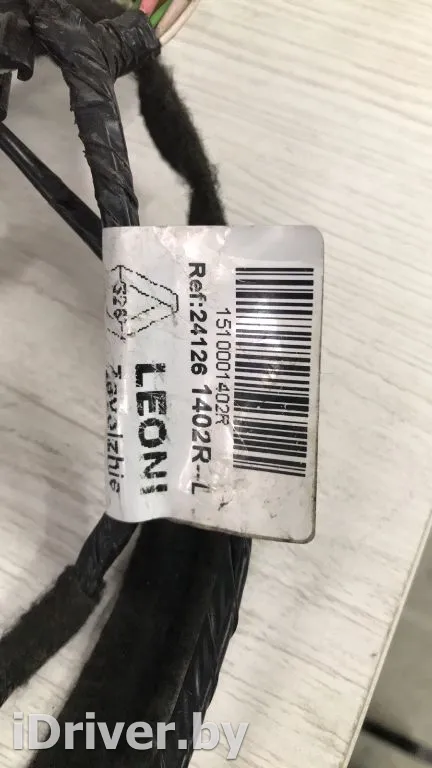 1510001402R
Ref:24126 1402R--L
LEONI
Zavolzhie
iDriver.by